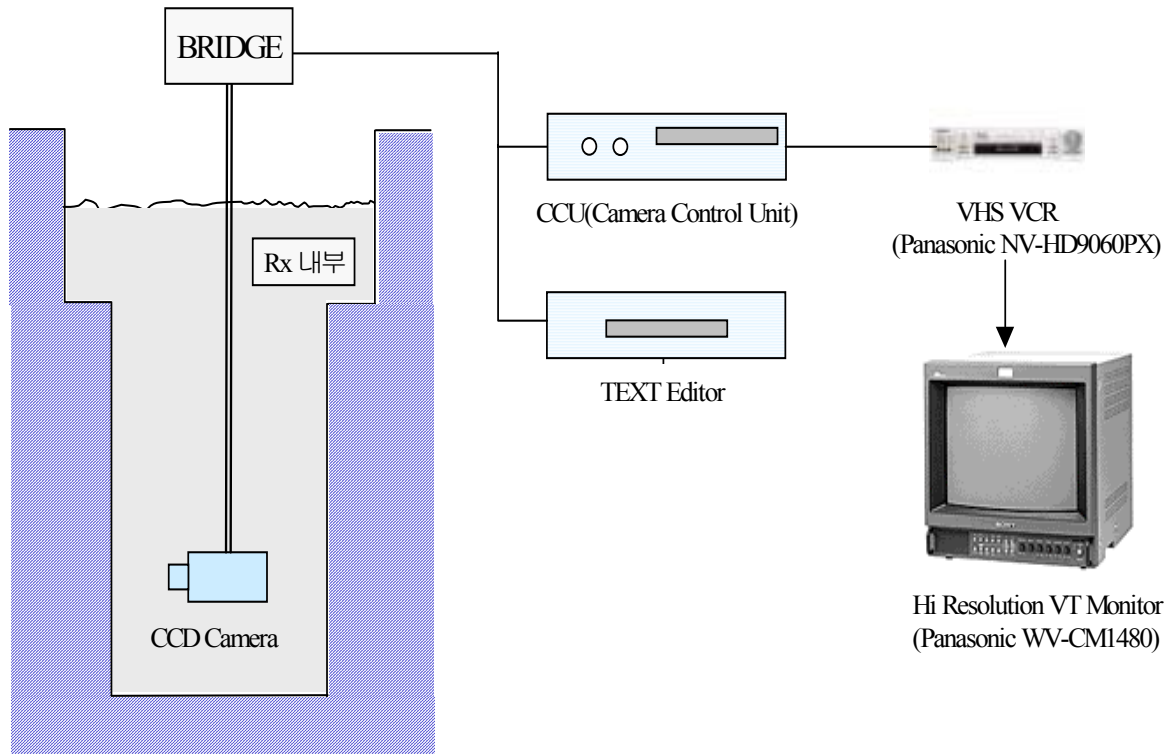 BRIDGE
CCU(Camera Control Unit)
VHS VCR
(Panasonic NV-HD9060PX)
Rx 내부
TEXT Editor
CCD Camera
SONY
Hi Resolution VT Monitor
(Panasonic WV-CM1480)